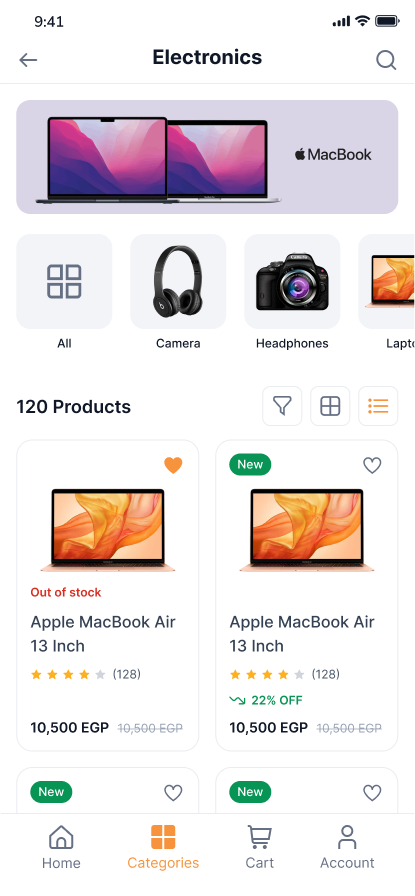 9:41
Electronics
MacBook
All
Camera
Headphones
Lapto
120 Products
New
Out of stock
Apple MacBook Air
13 Inch
(128)
10,500 EGP 10,500 EGP
Apple MacBook Air
13 Inch
(128)
22% OFF
10,500 EGP 10,500 EGP
New
New
Home
Categories
Cart
Account